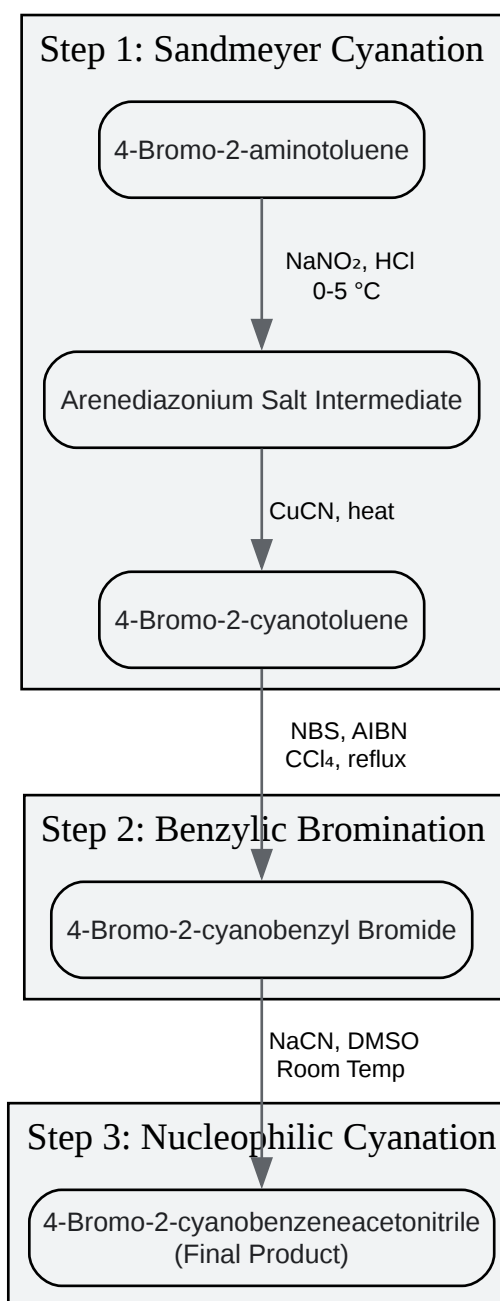 Step 1: Sandmeyer Cyanation
4-Bromo-2-aminotoluene
NaNO₂, HCl
0-5 °C
Arenediazonium Salt Intermediate
CuCN, heat
4-Bromo-2-cyanotoluene
NBS, AIBN
CCl₄, reflux
Step 2: Benzylic Bromination
4-Bromo-2-cyanobenzyl Bromide
NaCN, DMSO
Room Temp
Step 3: Nucleophilic Cyanation
4-Bromo-2-cyanobenzeneacetonitrile
(Final Product)